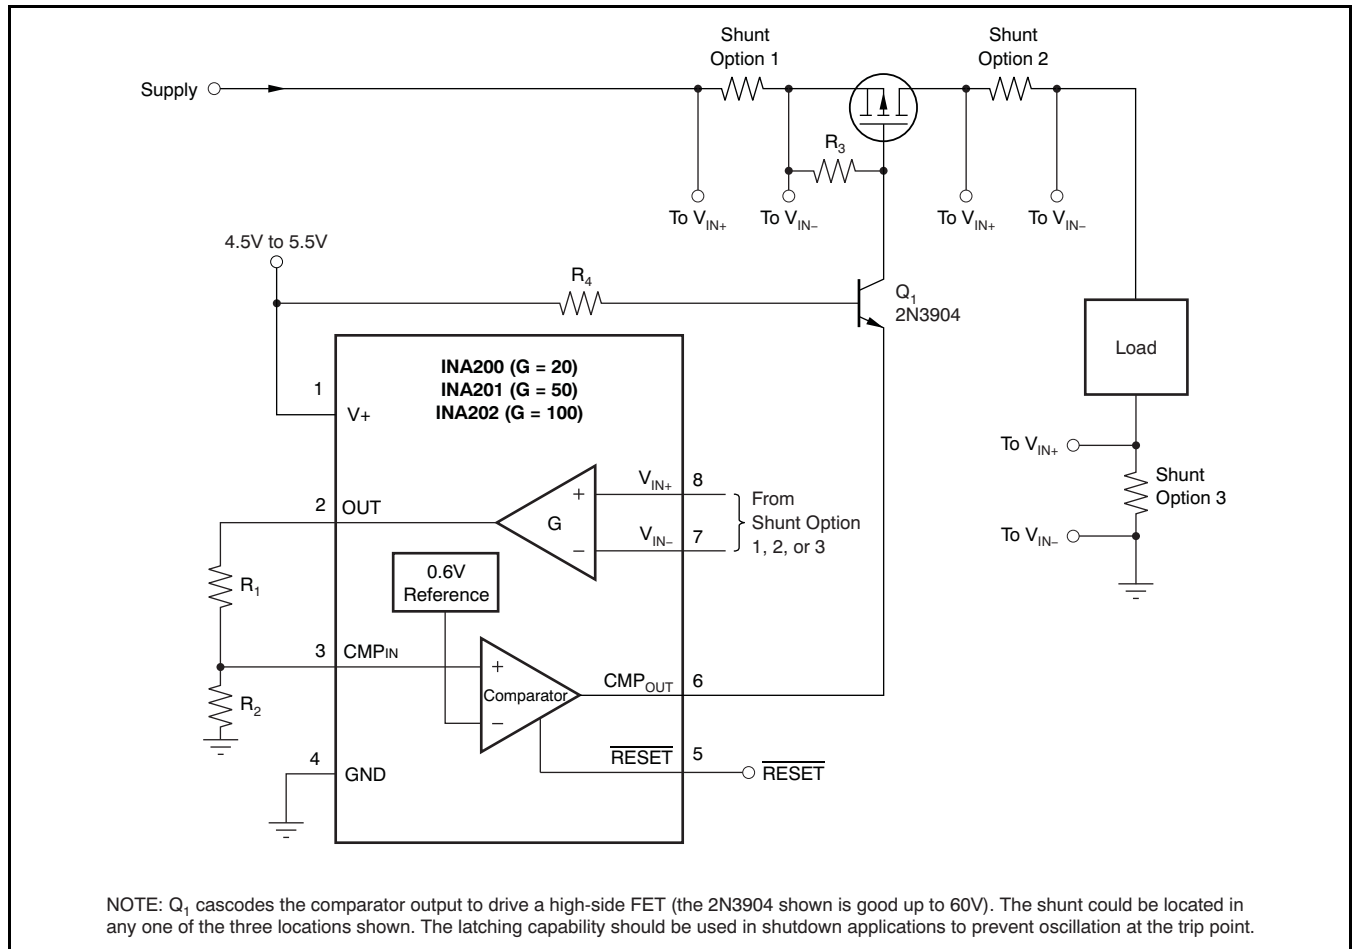 Shunt
Option 1
Shunt
Option 2
Supply
R3
To VIN+
To VIN−
To VIN+
To VIN−
4.5V to 5.5V
R4
Q1
2N3904
Load
INA200 (G = 20)
INA201 (G = 50)
INA202 (G = 100)
1
V+
To VIN+
Shunt
Option 3
To VIN−
VIN+
8
+
G
−
VIN−
7
From
Shunt Option
1, 2, or 3
2
OUT
R1
0.6V
Reference
3
CMPIN
+
Comparator
−
CMPOUT
6
R2
RESET
5
RESET
4
GND
NOTE: Q1 cascodes the comparator output to drive a high-side FET (the 2N3904 shown is good up to 60V). The shunt could be located in
any one of the three locations shown. The latching capability should be used in shutdown applications to prevent oscillation at the trip point.